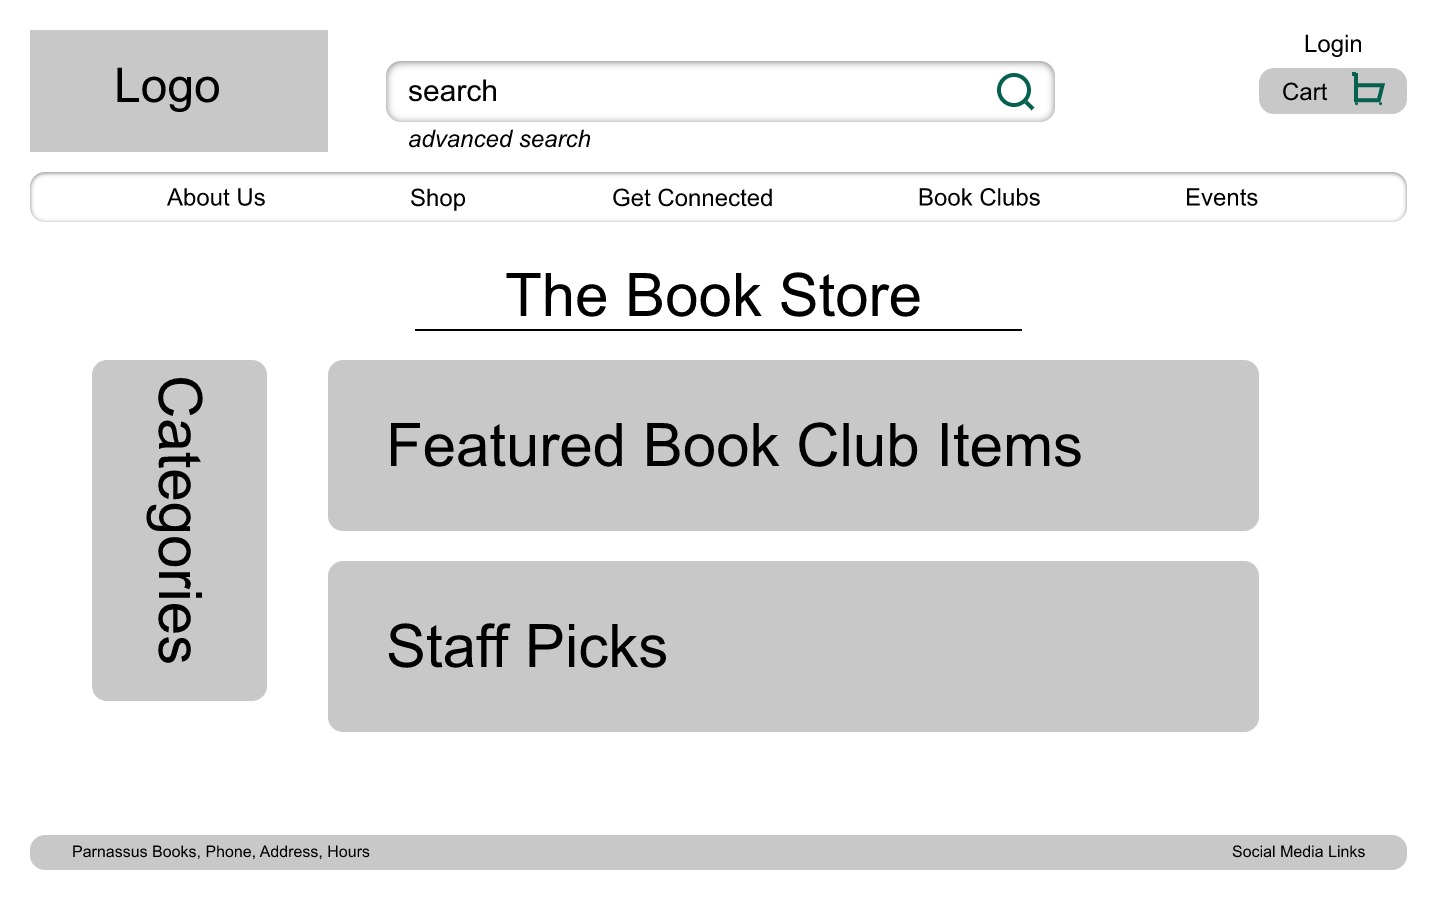 Logo
search
advanced search
Login
Cart
About Us Shop Get Connected Book Clubs Events
The Book Store
Categories
Featured Book Club Items
Staff Picks
Parnassus Books, Phone, Address, Hours
Social Media Links